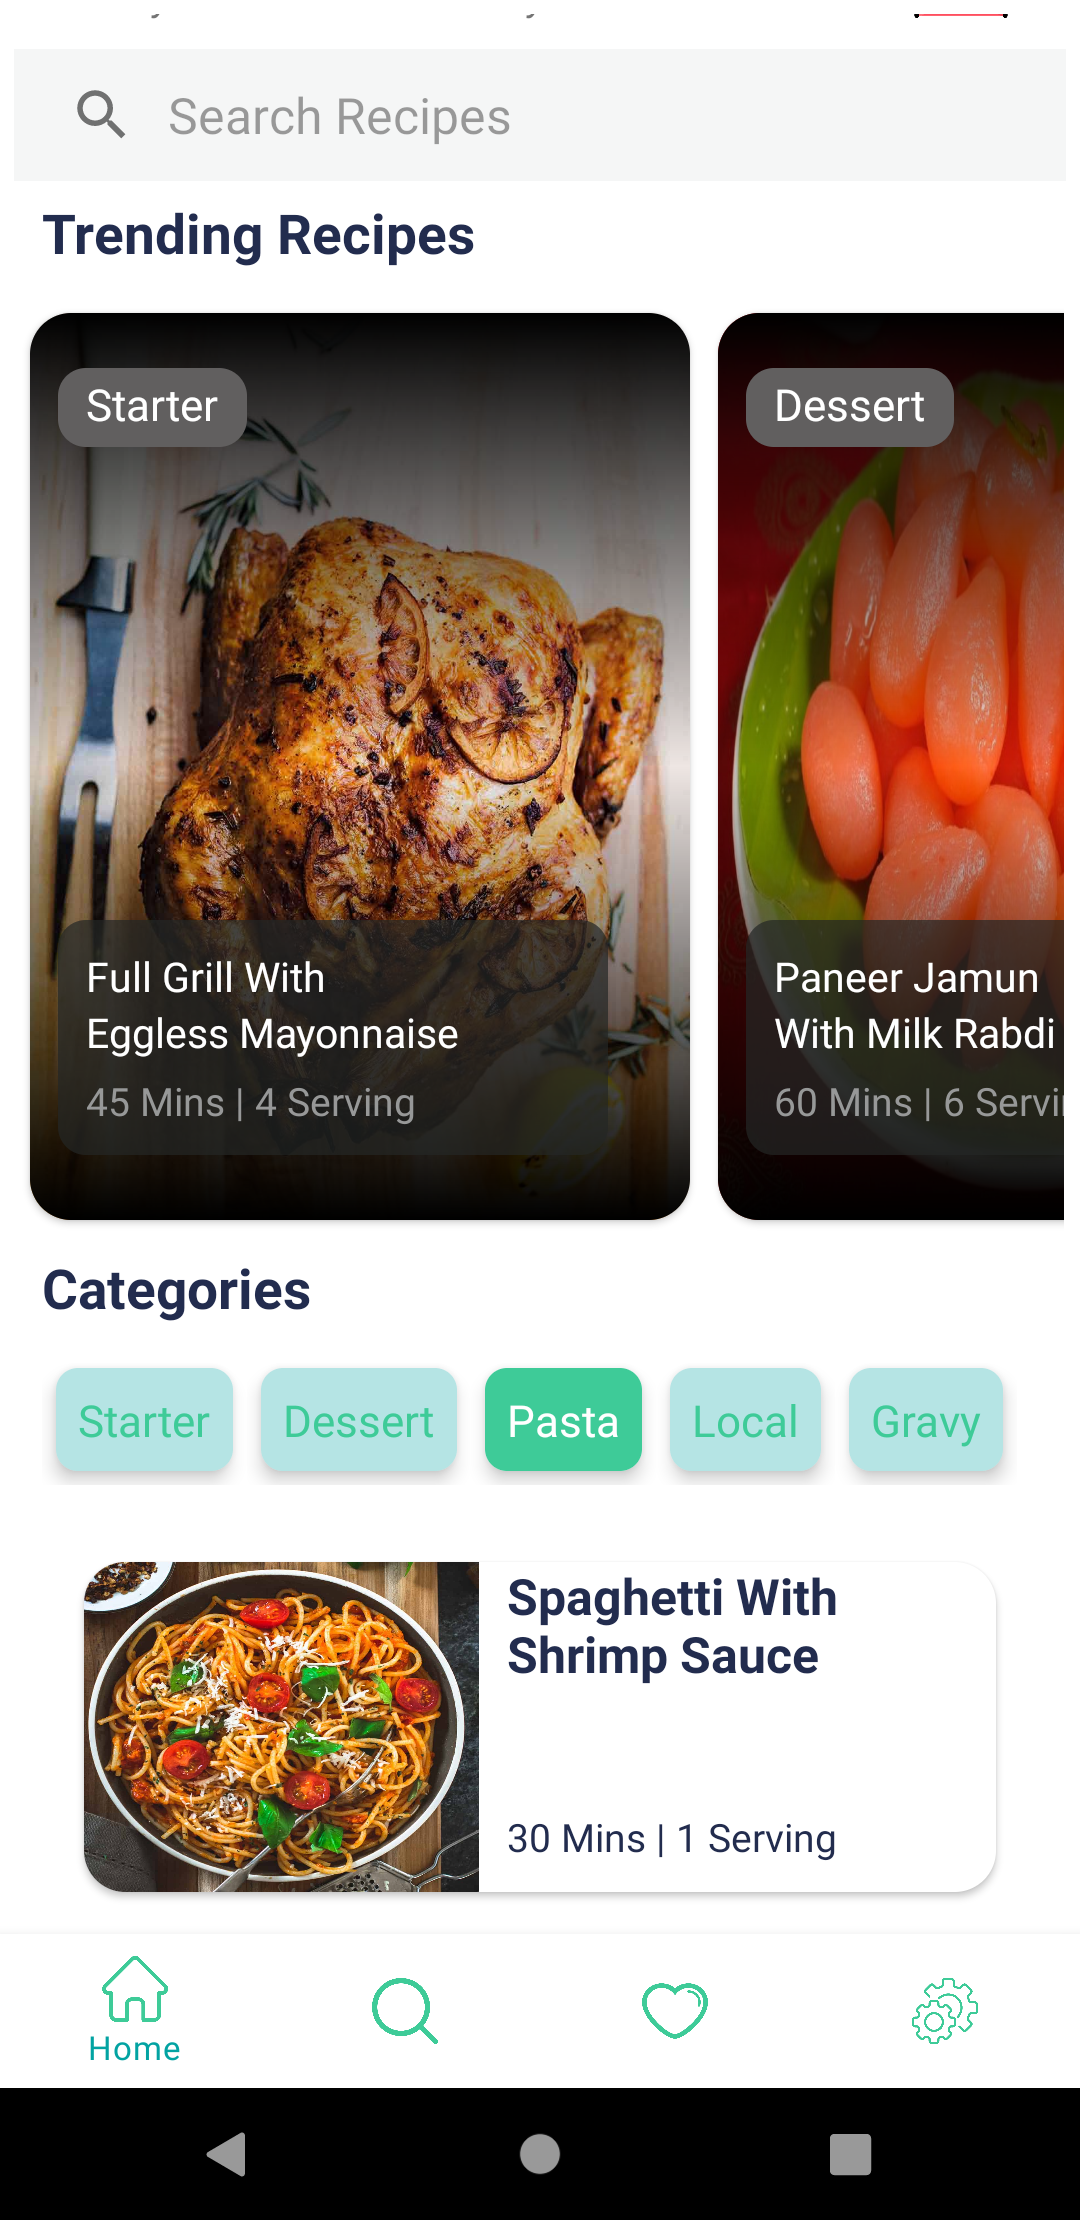 Search Recipes
Trending Recipes
Starter
Full Grill With
Eggless Mayonnaise
45 Mins | 4 Serving
Dessert
Paneer Jamun
With Milk Rabdi
60 Mins | 6 Servi
Categories
Starter
Dessert
Pasta
Local
Gravy
Spaghetti With
Shrimp Sauce
30 Mins | 1 Serving
Home